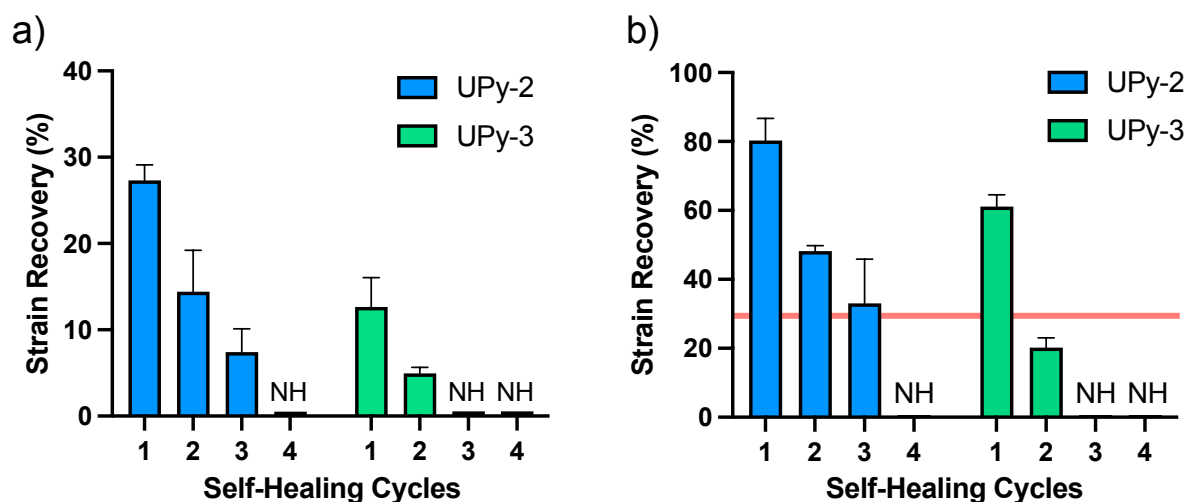 a)
Strain Recovery (%)
40
30
20
10
0
UPy-2
UPy-3
NH
NH
NH
1 2 3 4 1 2 3 4
Self-Healing Cycles
b)
Strain Recovery (%)
100
80
60
40
20
0
UPy-2
UPy-3
NH
NH
NH
1 2 3 4 1 2 3 4
Self-Healing Cycles